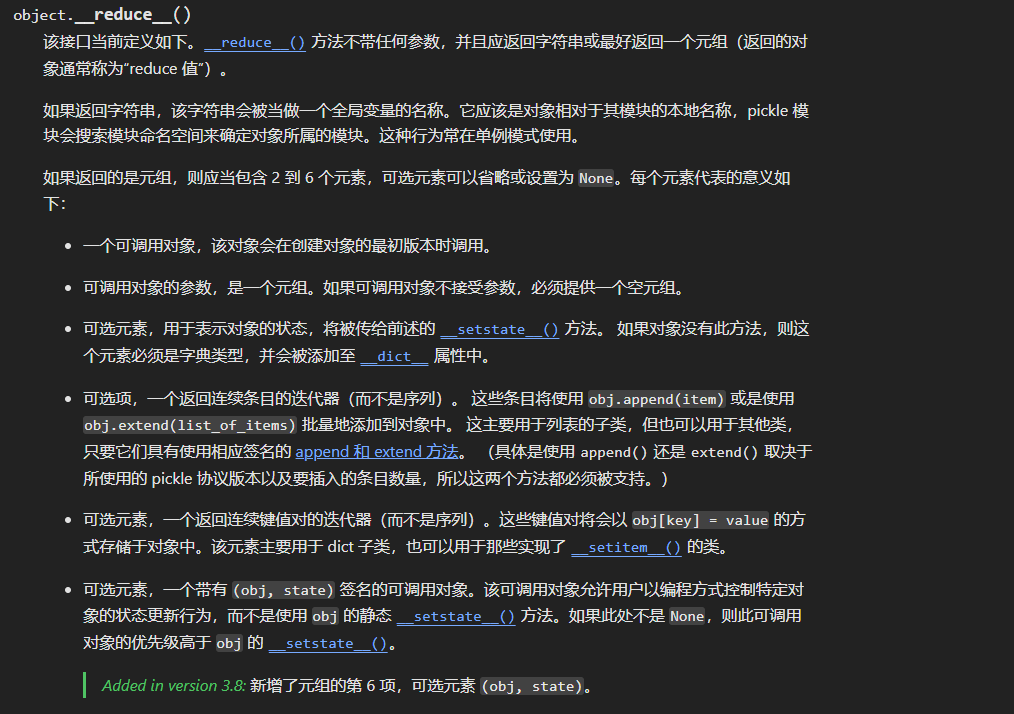 object.__reduce__()
该接口当前定义如下。__reduce__() 方法不带任何参数，并且应返回字符串或最好返回一个元组（返回的对
象通常称为“reduce 值”）。
如果返回字符串，该字符串会被当做一个全局变量的名称。它应该是对象相对于其模块的本地名称，pickle 模
块会搜索模块命名空间来确定对象所属的模块。这种行为常在单例模式使用。
如果返回的是元组，则应当包含 2 到 6 个元素，可选元素可以省略或设置为 None。每个元素代表的意义如
下：
• 一个可调用对象，该对象会在创建对象的最初版本时调用。
• 可调用对象的参数，是一个元组。如果可调用对象不接受参数，必须提供一个空元组。
• 可选元素，用于表示对象的状态，将被传给前述的 __setstate__() 方法。 如果对象没有此方法，则这
个元素必须是字典类型，并会被添加至 __dict__ 属性中。
• 可选项，一个返回连续条目的迭代器（而不是序列）。 这些条目将使用 obj.append(item) 或是使用
obj.extend(list_of_items) 批量地添加到对象中。 这主要用于列表的子类，但也可以用于其他类，
只要它们具有使用相应签名的 append 和 extend 方法。 （具体是使用 append() 还是 extend() 取决于
所使用的 pickle 协议版本以及要插入的条目数量，所以这两个方法都必须被支持。）
• 可选元素，一个返回连续键值对的迭代器（而不是序列）。这些键值对将会以 obj[key] = value 的方
式存储于对象中。该元素主要用于 dict 子类，也可以用于那些实现了 __setitem__() 的类。
• 可选元素，一个带有 (obj, state) 签名的可调用对象。该可调用对象允许用户以编程方式控制特定对
象的状态更新行为，而不是使用 obj 的静态 __setstate__() 方法。如果此处不是 None，则此可调用
对象的优先级高于 obj 的 __setstate__()。
Added in version 3.8: 新增了元组的第 6 项，可选元素 (obj, state)。